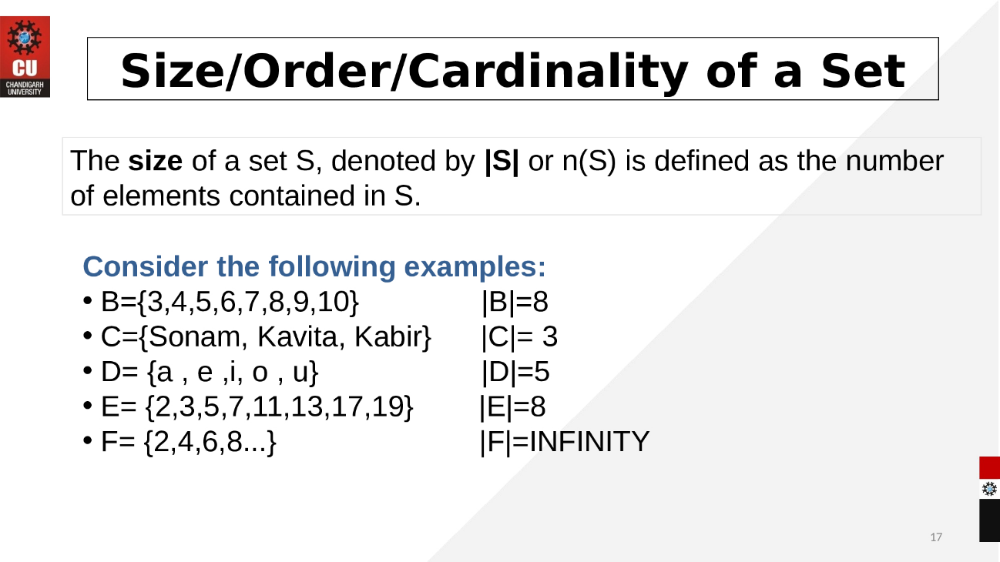 CU
CHANDIGARH
UNIVERSITY
Size/Order/Cardinality of a Set
The size of a set S, denoted by |S| or n(S) is defined as the number
of elements contained in S.
Consider the following examples:
• B={3,4,5,6,7,8,9,10} |B|=8
• C={Sonam, Kavita, Kabir} |C|= 3
• D= {a , e ,i, o , u} |D|=5
• E= {2,3,5,7,11,13,17,19} |E|=8
• F= {2,4,6,8...} |F|=INFINITY
17